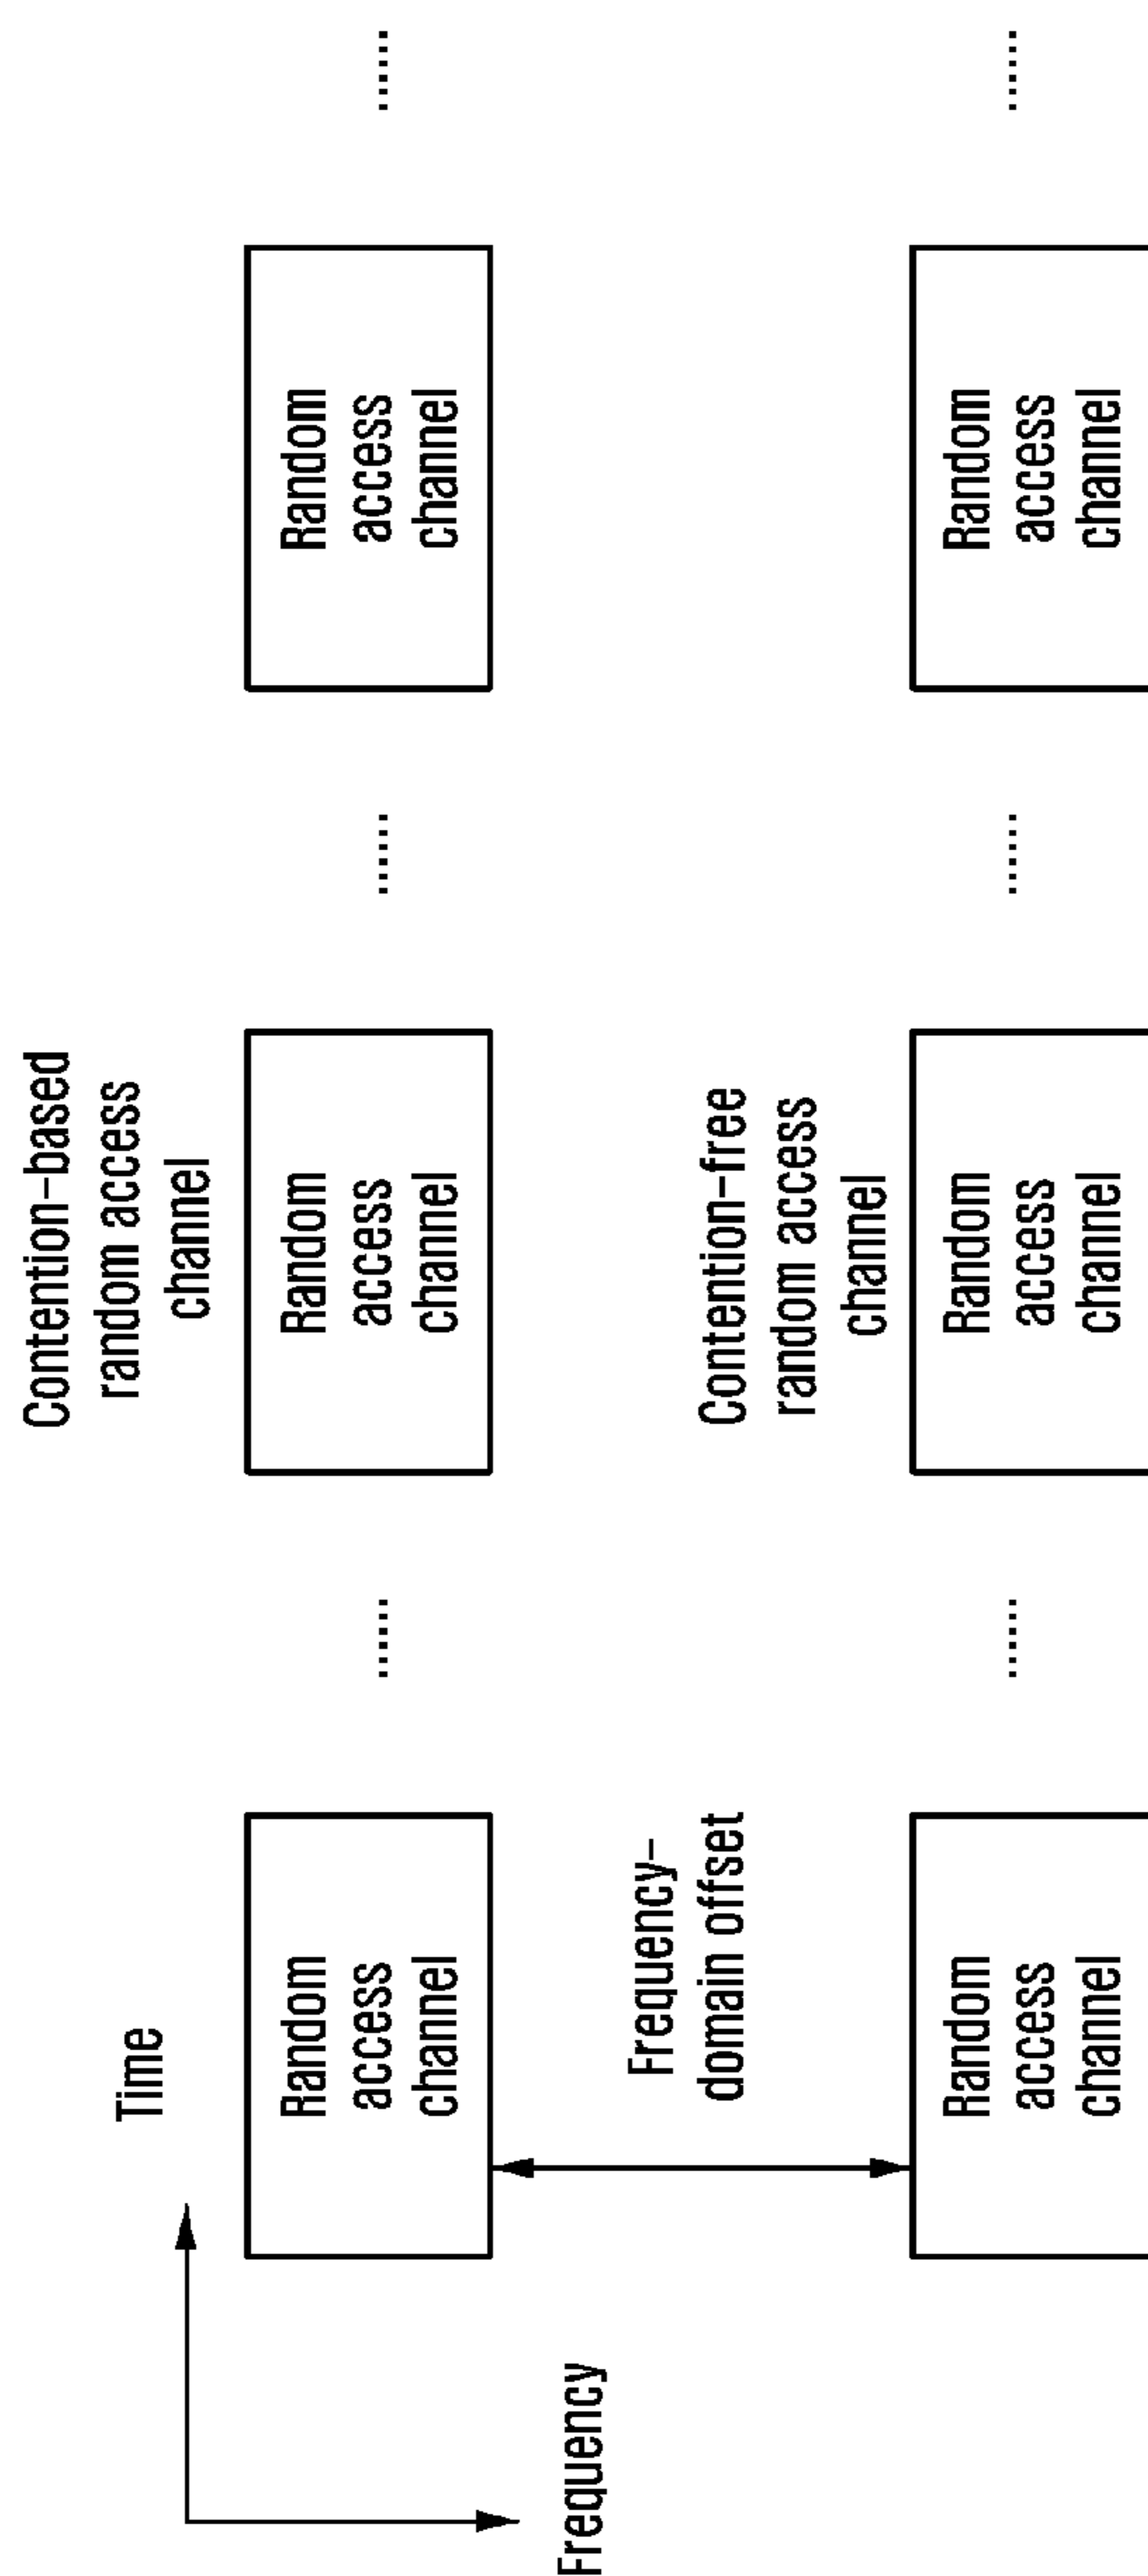 Contention-based
random access
channel
Time
Random
access
channel
Random
access
channel
Random
access
channel
Frequency
Frequency-
domain offset
Contention-free
random access
channel
Random
access
channel
Random
access
channel
Random
access
channel